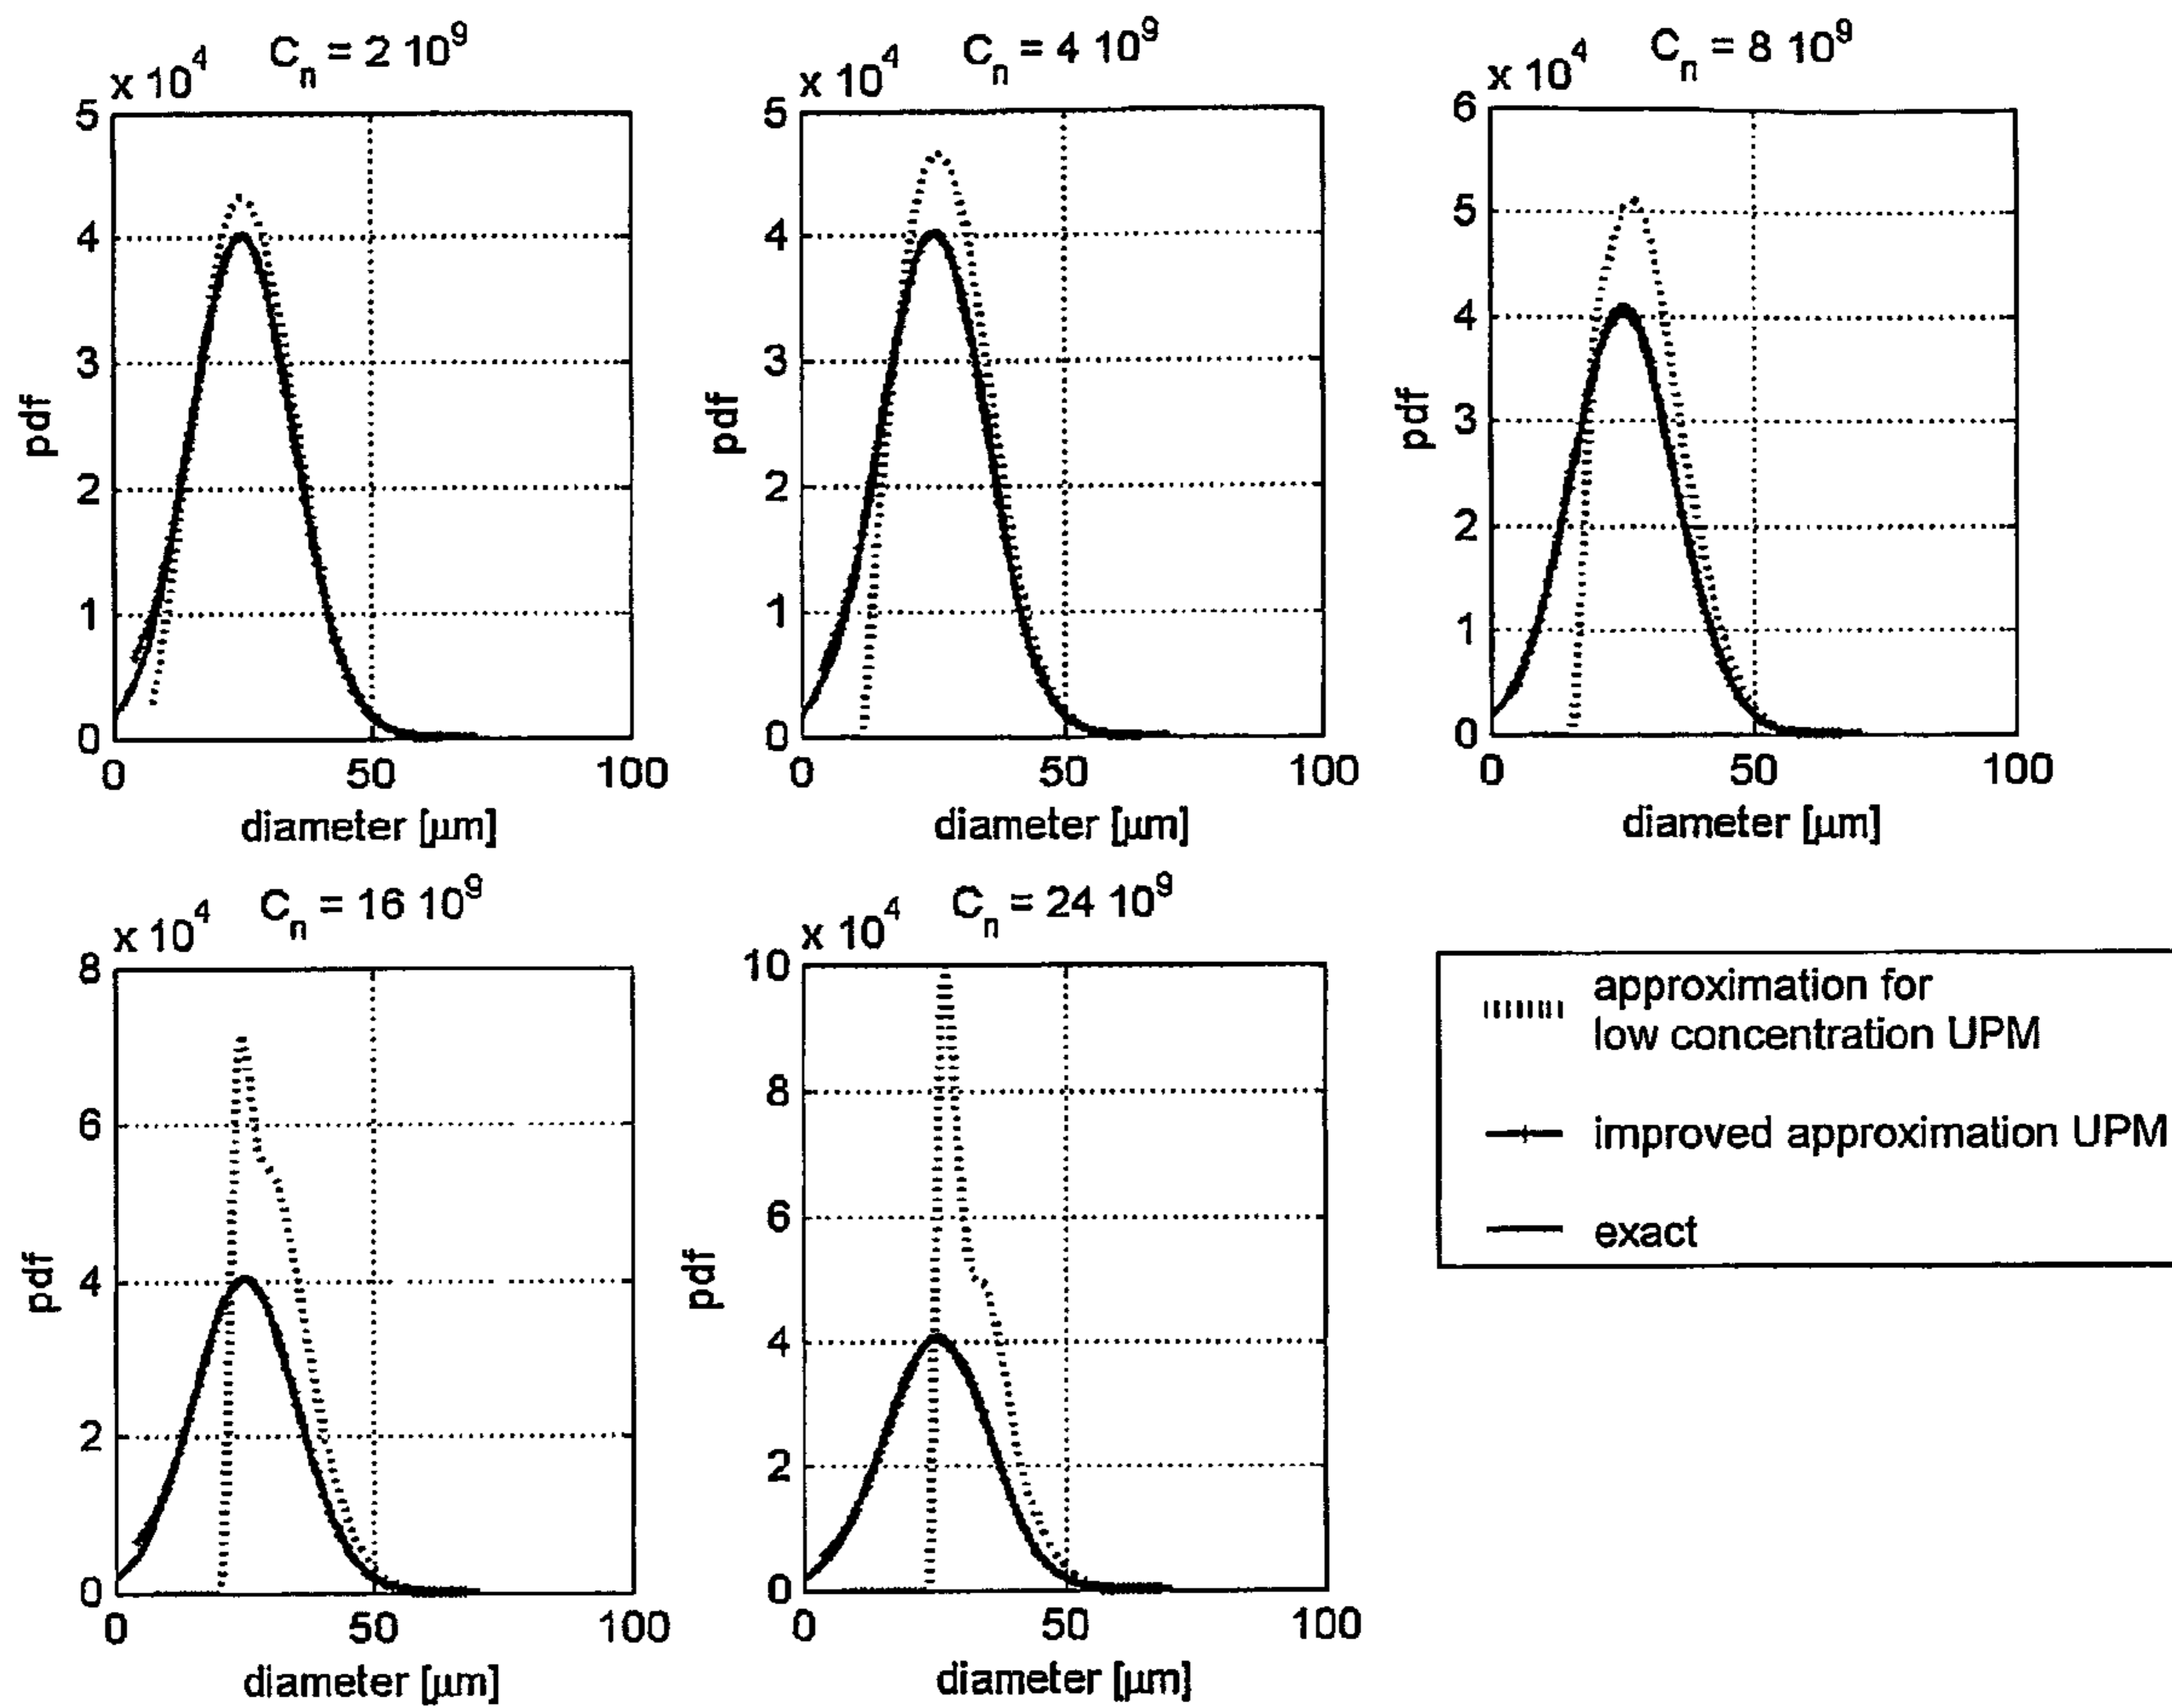 x 10^4 C_n = 2 10^9
5
4
3
2
1
0
pdf
0 50 100
diameter [μm]
x 10^4 C_n = 4 10^9
5
4
3
2
1
0
pdf
0 50 100
diameter [μm]
x 10^4 C_n = 8 10^9
6
5
4
3
2
1
0
pdf
0 50 100
diameter [μm]
x 10^4 C_n = 16 10^9
8
6
4
2
0
pdf
0 50 100
diameter [μm]
x 10^4 C_n = 24 10^9
10
8
6
4
2
0
pdf
0 50 100
diameter [μm]
approximation for
low concentration UPM
improved approximation UPM
exact